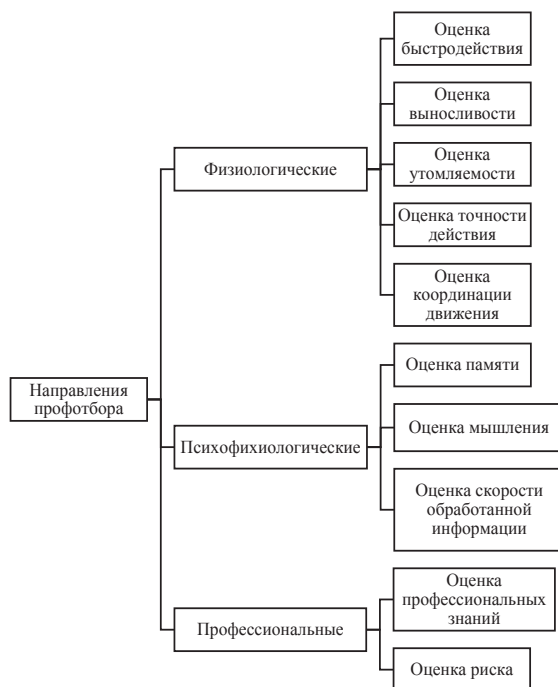 Направления
профотбора
Физиологические
Оценка
быстродействия
Оценка
выносливости
Оценка
утомляемости
Оценка точности
действия
Оценка
координации
движения
Психофихиологические
Оценка памяти
Оценка мышления
Оценка скорости
обработанной
информации
Профессиональные
Оценка
профессиональных
знаний
Оценка риска